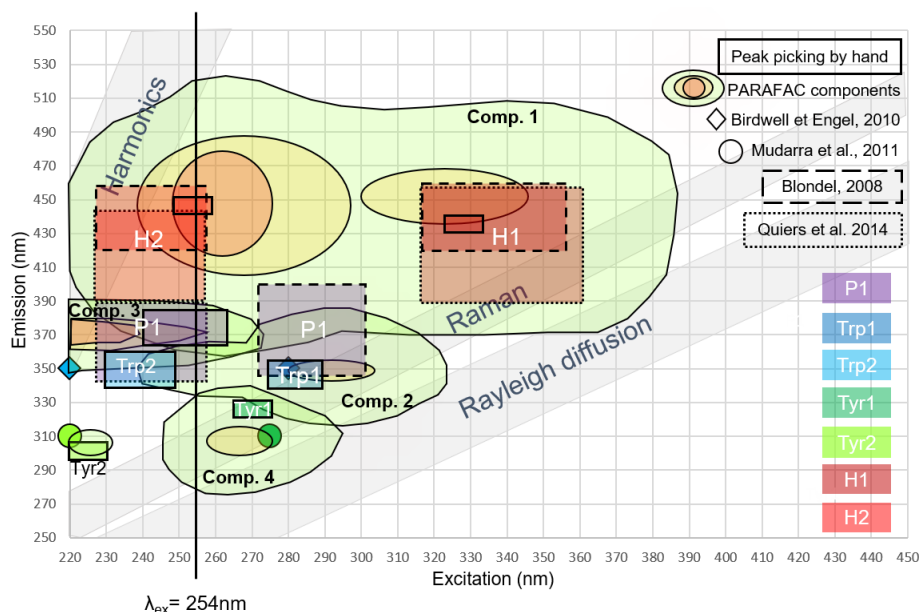 550
530
510
490
470
450
430
410
390
370
350
330
310
290
270
250
Emission (nm)
220 230 240 250 260 270 280 290 300 310 320 330 340 350 360 370 380 390 400 410 420 430 440 450
Excitation (nm)
λex= 254nm
Harmonics
Raman
Rayleigh diffusion
Comp. 1
Comp. 2
Comp. 3
Comp. 4
H2
H1
P1
P1
Trp2
Trp1
Tyr1
Tyr2
Peak picking by hand
PARAFAC components
Birdwell et Engel, 2010
Mudarra et al., 2011
Blondel, 2008
Quiers et al. 2014
P1
Trp1
Trp2
Tyr1
Tyr2
H1
H2